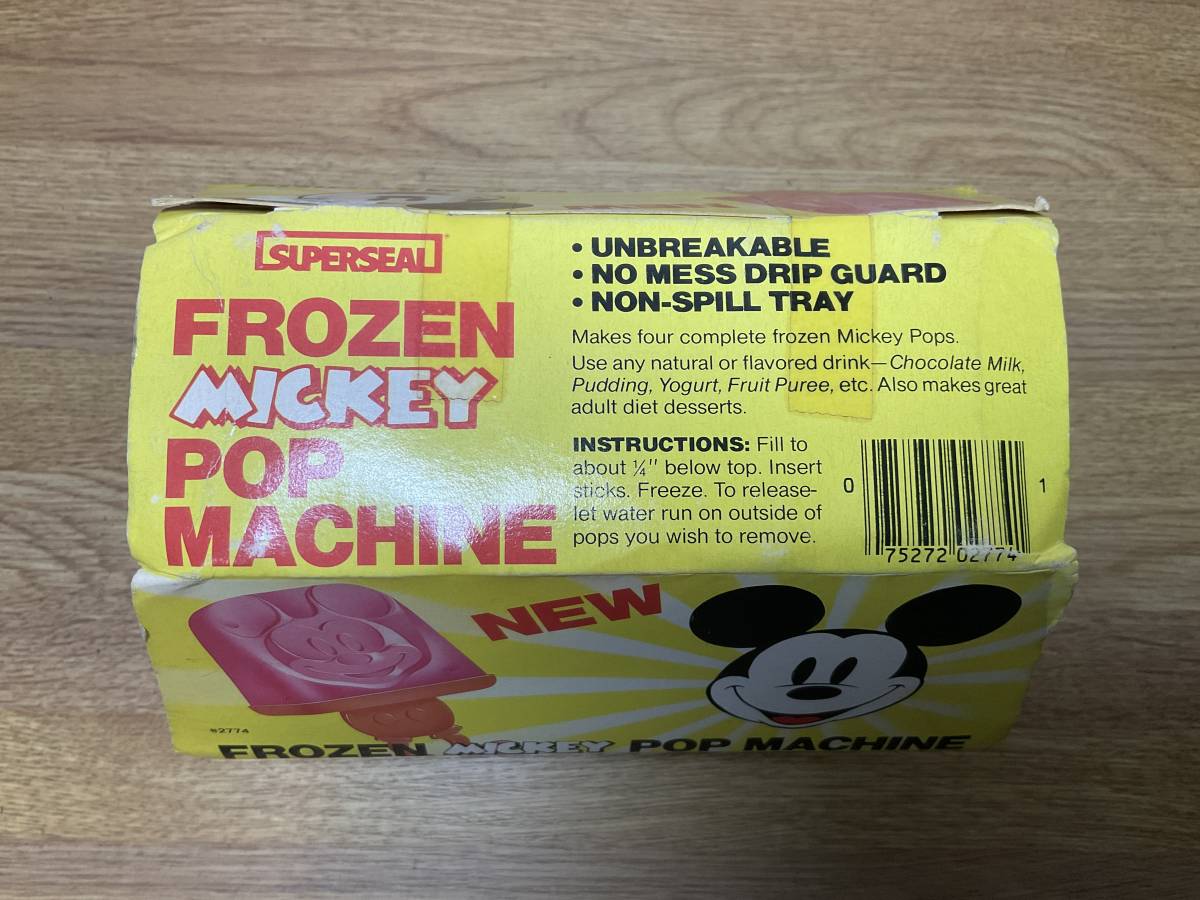 SUPERSEAL
FROZEN
MICKEY
POP
MACHINE
• UNBREAKABLE
• NO MESS DRIP GUARD
• NON-SPILL TRAY
Makes four complete frozen Mickey Pops.
Use any natural or flavored drink—Chocolate Milk,
Pudding, Yogurt, Fruit Puree, etc. Also makes great
adult diet desserts.
INSTRUCTIONS: Fill to
about ¼" below top. Insert
sticks. Freeze. To release-
let water run on outside of
pops you wish to remove.
0 75272 02774 1
NEW
#2774
FROZEN MICKEY POP MACHINE